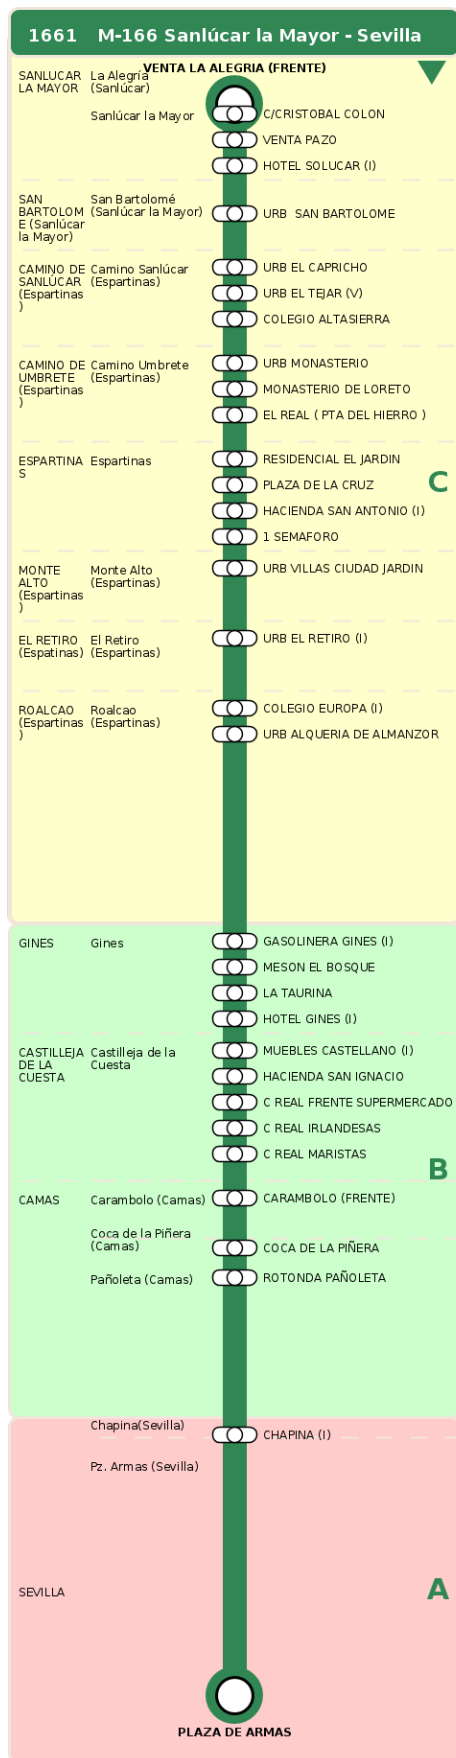 1661 M-166 Sanlúcar la Mayor - Sevilla
VENTA LA ALEGRIA (FRENTE)
SANLUCAR
LA MAYOR
La Alegría
(Sanlúcar)
Sanlúcar la Mayor
C/CRISTOBAL COLON
VENTA PAZO
HOTEL SOLUCAR (I)
SAN
BARTOLOM
E (Sanlúcar
la Mayor)
San Bartolomé
(Sanlúcar la Mayor)
URB  SAN BARTOLOME
CAMINO DE
SANLÚCAR
(Espartinas
)
Camino Sanlúcar
(Espartinas)
URB EL CAPRICHO
URB EL TEJAR (V)
COLEGIO ALTASIERRA
CAMINO DE
UMBRETE
(Espartinas
)
Camino Umbrete
(Espartinas)
URB MONASTERIO
MONASTERIO DE LORETO
EL REAL ( PTA DEL HIERRO )
ESPARTINA
S
Espartinas
RESIDENCIAL EL JARDIN
PLAZA DE LA CRUZ
HACIENDA SAN ANTONIO (I)
1 SEMAFORO
C
MONTE
ALTO
(Espartinas
)
Monte Alto
(Espartinas)
URB VILLAS CIUDAD JARDIN
EL RETIRO
(Espatinas)
El Retiro
(Espartinas)
URB EL RETIRO (I)
ROALCAO
(Espartinas
)
Roalcao
(Espartinas)
COLEGIO EUROPA (I)
URB ALQUERIA DE ALMANZOR
GINES
Gines
GASOLINERA GINES (I)
MESON EL BOSQUE
LA TAURINA
HOTEL GINES (I)
CASTILLEJA
DE LA
CUESTA
Castilleja de la
Cuesta
MUEBLES CASTELLANO (I)
HACIENDA SAN IGNACIO
C REAL FRENTE SUPERMERCADO
C REAL IRLANDESAS
C REAL MARISTAS
B
CAMAS
Carambolo (Camas)
CARAMBOLO (FRENTE)
Coca de la Piñera
(Camas)
COCA DE LA PIÑERA
Pañoleta (Camas)
ROTONDA PAÑOLETA
Chapina(Sevilla)
CHAPINA (I)
Pz. Armas (Sevilla)
SEVILLA
A
PLAZA DE ARMAS